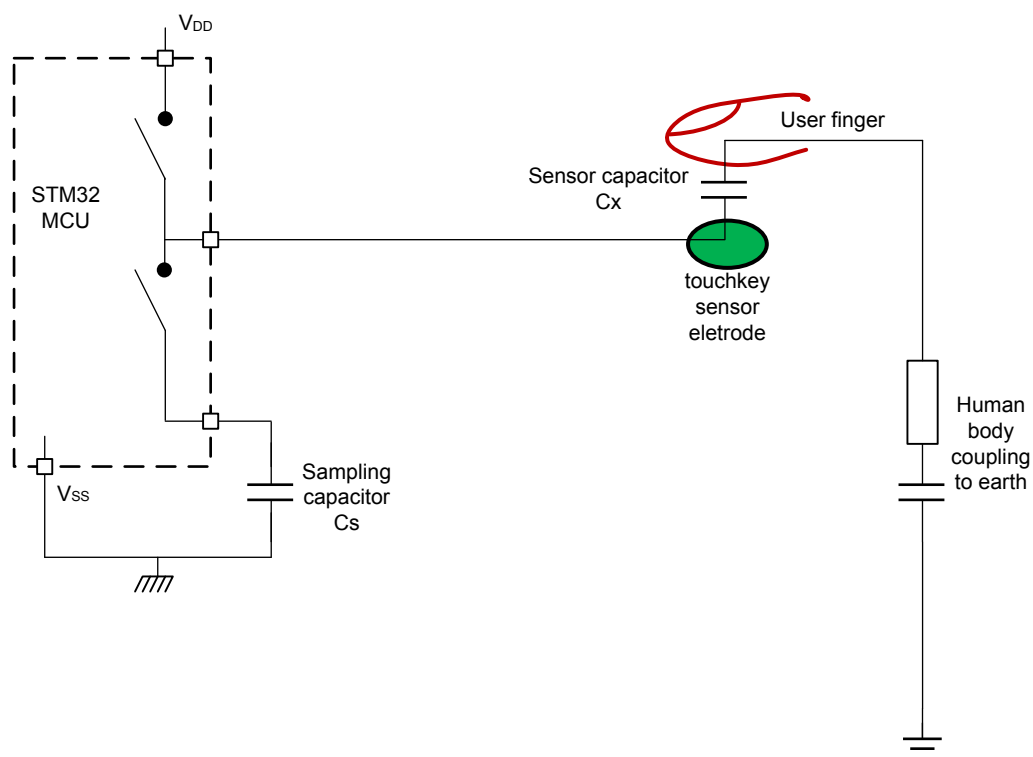 VDD
User finger
Sensor capacitor
Cx
STM32
MCU
touchkey
sensor
eletrode
Human
body
coupling
to earth
Sampling
capacitor
Cs
VSS